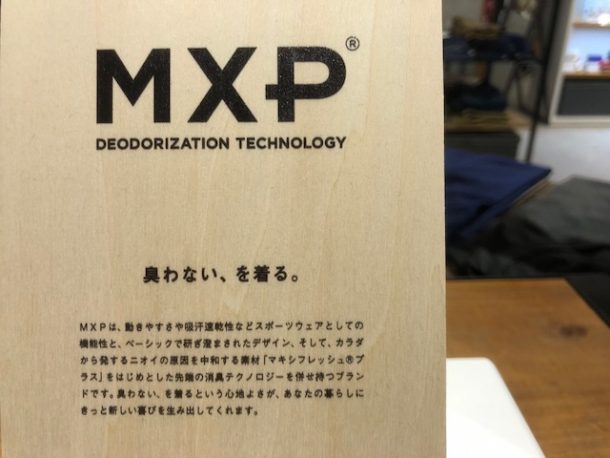 MXP®
DEODORIZATION TECHNOLOGY
臭わない、を着る。
MXPは、動きやすさや吸汗速乾性などスポーツウェアとしての
機能性と、ベーシックで研ぎ澄まされたデザイン、そして、カラダ
から発するニオイの原因を中和する素材「マキシフレッシュ®プ
ラス」をはじめとした先端の消臭テクノロジーを併せ持つブラン
ドです。臭わない、を着るという心地よさが、あなたの暮らしに
きっと新しい喜びを生み出してくれます。